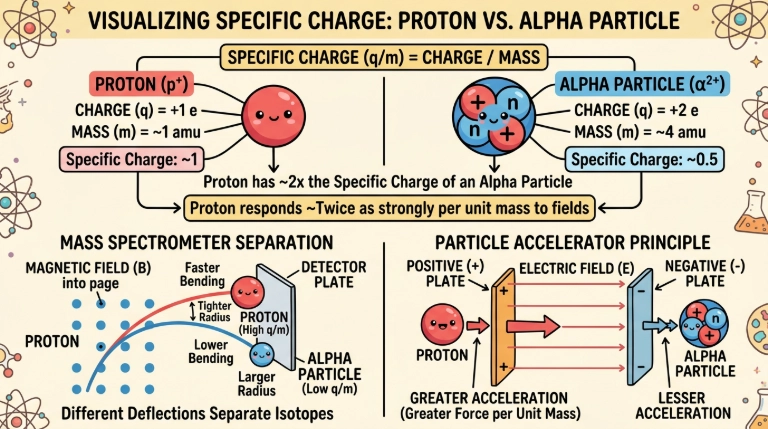 VISUALIZING SPECIFIC CHARGE: PROTON VS. ALPHA PARTICLE
SPECIFIC CHARGE (q/m) = CHARGE / MASS
PROTON (p⁺)
CHARGE (q) = +1 e
MASS (m) = ~1 amu
Specific Charge: ~1
+
n
n
+
ALPHA PARTICLE (α²⁺)
CHARGE (q) = +2 e
MASS (m) = ~4 amu
Specific Charge: ~0.5
Proton has ~2x the Specific Charge of an Alpha Particle
Proton responds ~Twice as strongly per unit mass to fields
MASS SPECTROMETER SEPARATION
MAGNETIC FIELD (B)
into page
Faster
Bending
DETECTOR
PLATE
Tighter
Radius
PROTON
(High q/m)
PROTON
Lower
Bending
Larger
Radius
ALPHA
PARTICLE
(Low q/m)
Different Deflections Separate Isotopes
PARTICLE ACCELERATOR PRINCIPLE
POSITIVE (+)
PLATE
ELECTRIC FIELD (E)
NEGATIVE (-)
PLATE
+
+
−
−
PROTON
n
+
+
n
ALPHA
PARTICLE
GREATER ACCELERATION
(Greater Force per Unit Mass)
LESSER
ACCELERATION